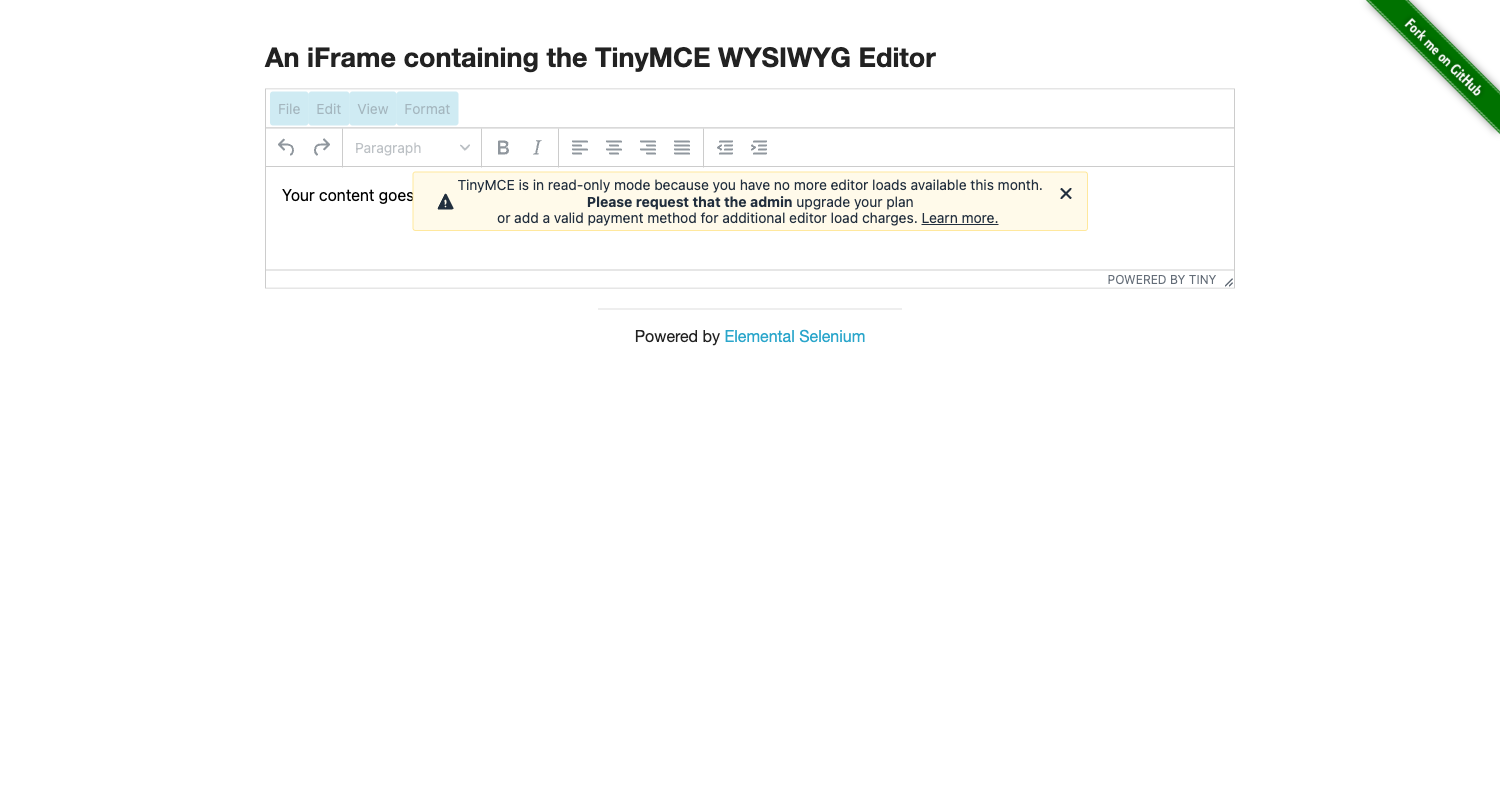 Fork me on GitHub
An iFrame containing the TinyMCE WYSIWYG Editor
File Edit View Format
Paragraph B I
Your content goes
TinyMCE is in read-only mode because you have no more editor loads available this month.
Please request that the admin upgrade your plan
or add a valid payment method for additional editor load charges. Learn more.
POWERED BY TINY
Powered by Elemental Selenium